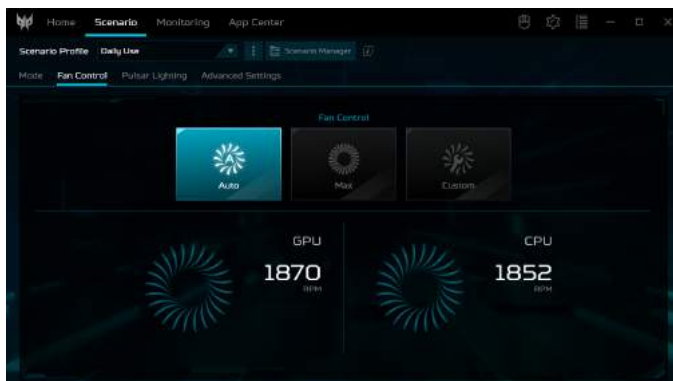 Home Scenario Monitoring App Center
Scenario Profile Daily Use Scenario Manager
Mode Fan Control Pulsar Lighting Advanced Settings
Fan Control
Auto Max Custom
GPU CPU
1870 1852
RPM RPM